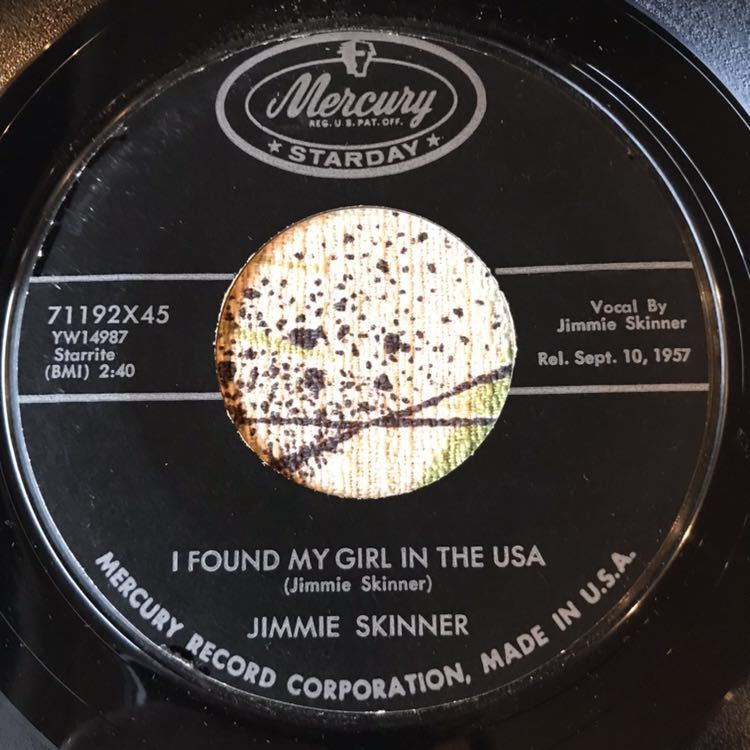 Mercury
REG. U.S. PAT. OFF.
★ STARDAY ★
71192X45
YW14987
Starrite
(BMI) 2:40
Vocal By
Jimmie Skinner
Rel. Sept. 10, 1957
I FOUND MY GIRL IN THE USA
(Jimmie Skinner)
JIMMIE SKINNER
MERCURY RECORD CORPORATION, MADE IN U.S.A.